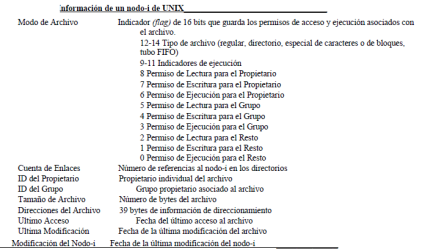 Información de un nodo-i de UNIX
Modo de Archivo Indicador (flag) de 16 bits que guarda los permisos de acceso y ejecución asociados con
el archivo.
12-14 Tipo de archivo (regular, directorio, especial de caracteres o de bloques,
tubo FIFO)
9-11 Indicadores de ejecución
8 Permiso de Lectura para el Propietario
7 Permiso de Escritura para el Propietario
6 Permiso de Ejecución para el Propietario
5 Permiso de Lectura para el Grupo
4 Permiso de Escritura para el Grupo
3 Permiso de Ejecución para el Grupo
2 Permiso de Lectura para el Resto
1 Permiso de Escritura para el Resto
0 Permiso de Ejecución para el Resto
Cuenta de Enlaces Número de referencias al nodo-i en los directorios
ID del Propietario Propietario individual del archivo
ID del Grupo Grupo propietario asociado al archivo
Tamaño de Archivo Número de bytes del archivo
Direcciones del Archivo 39 bytes de información de direccionamiento
Ultimo Acceso Fecha del último acceso al archivo
Ultima Modificación Fecha de la última modificación del archivo
Modificación del Nodo-i Fecha de la última modificación del nodo-i